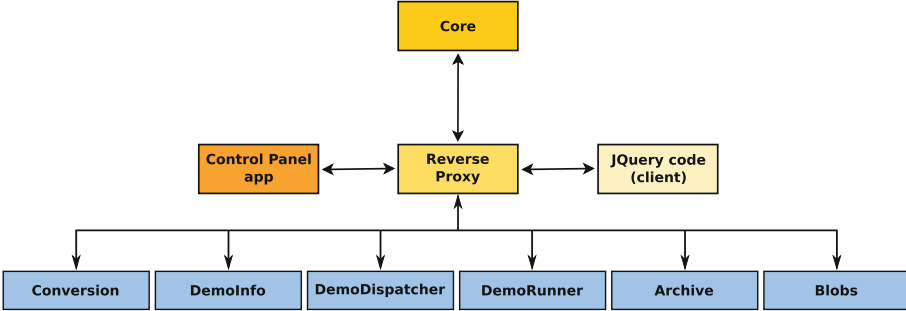 Core
Control Panel
app
Reverse
Proxy
JQuery code
(client)
Conversion
DemoInfo
DemoDispatcher
DemoRunner
Archive
Blobs